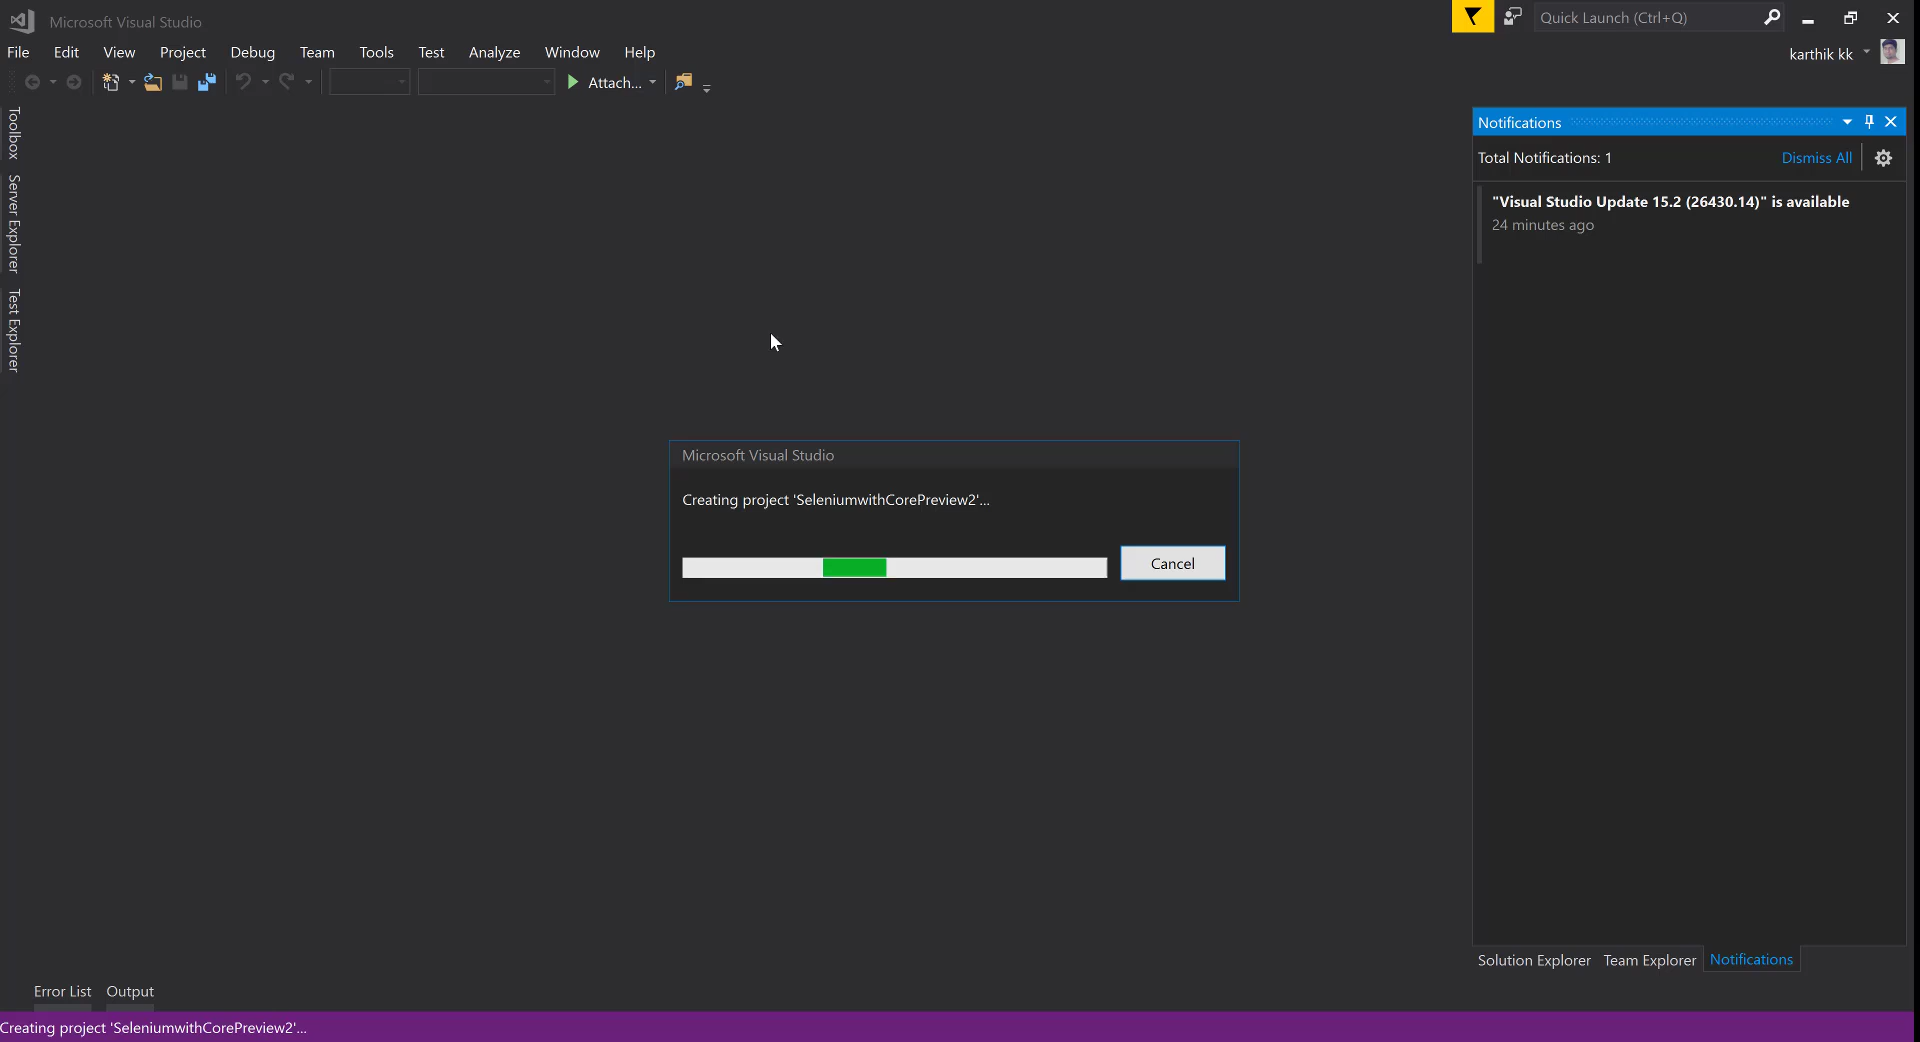 Microsoft Visual Studio
Quick Launch (Ctrl+Q)
File Edit View Project Debug Team Tools Test Analyze Window Help
karthik kk
Attach...
Toolbox
Server Explorer
Test Explorer
Notifications
Total Notifications: 1
Dismiss All
"Visual Studio Update 15.2 (26430.14)" is available
24 minutes ago
Microsoft Visual Studio
Creating project 'SeleniumwithCorePreview2'...
Cancel
Solution Explorer Team Explorer Notifications
Error List Output
Creating project 'SeleniumwithCorePreview2'...